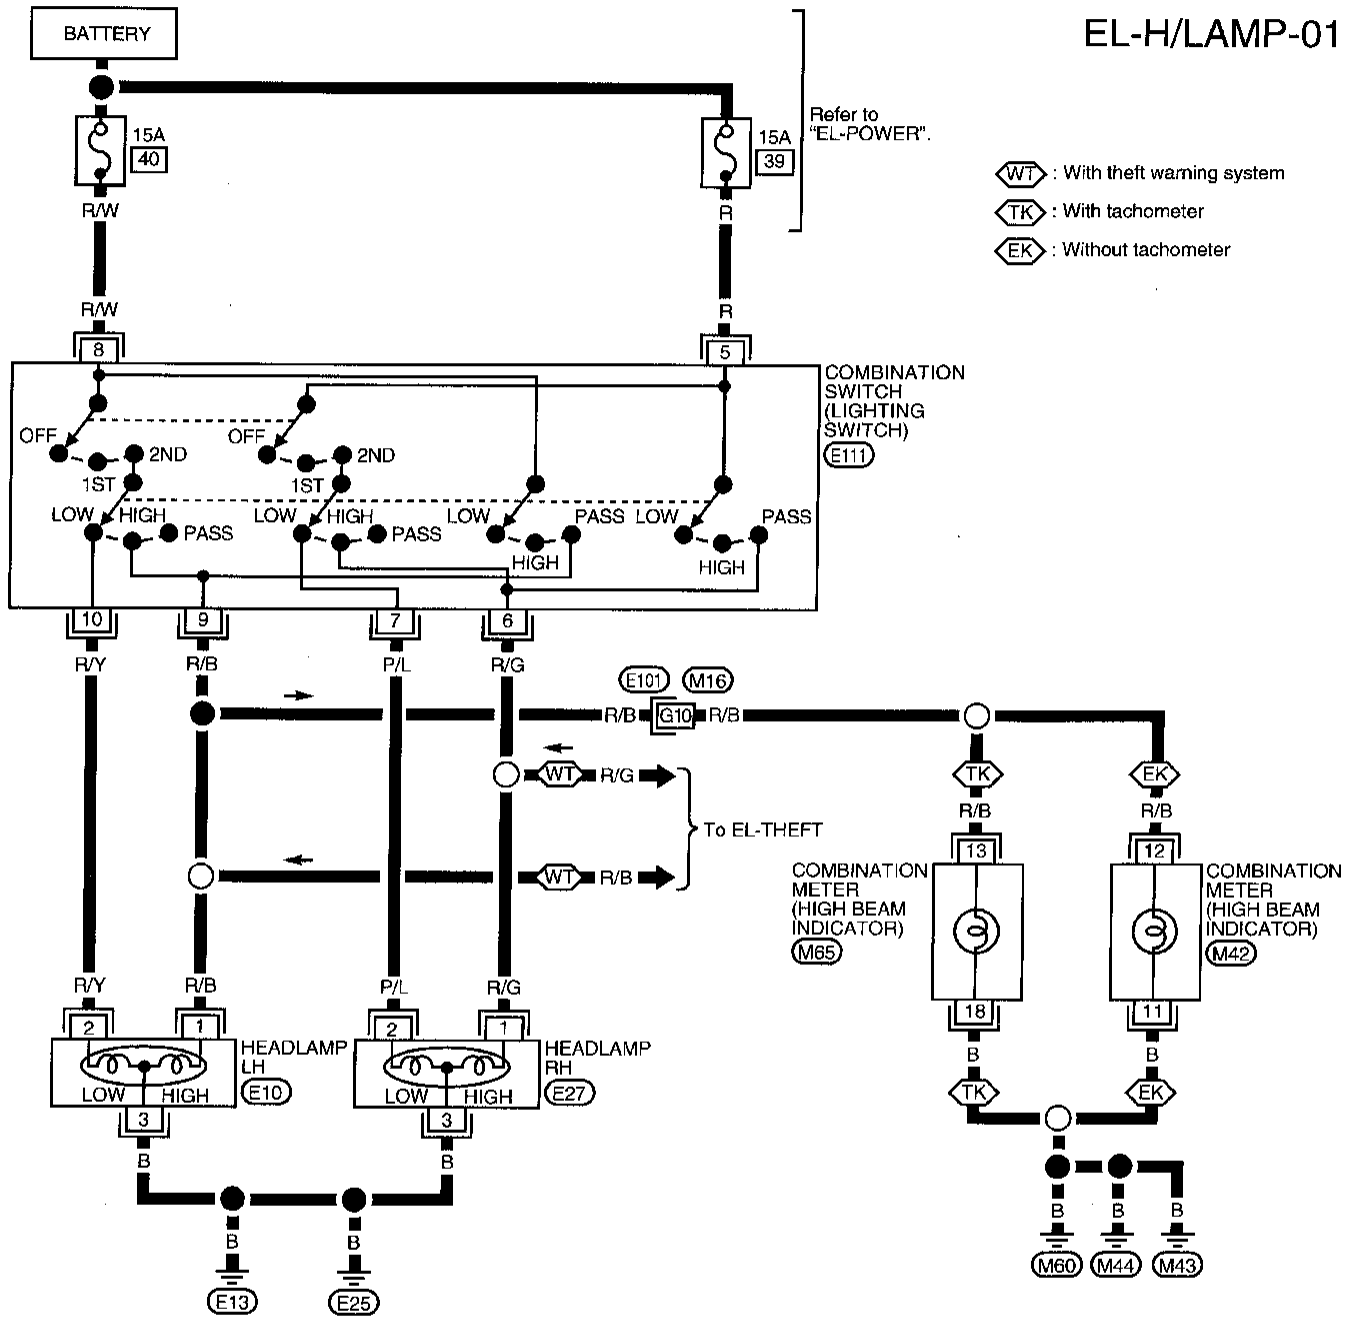 EL-H/LAMP-01
BATTERY
15A
40
15A
39
Refer to
"EL-POWER".
WT : With theft warning system
TK : With tachometer
EK : Without tachometer
R/W
R
R/W
R
8
5
COMBINATION
SWITCH
(LIGHTING
SWITCH)
E111
OFF
1ST
2ND
OFF
1ST
2ND
LOW
HIGH
PASS
LOW
HIGH
PASS
LOW
HIGH
PASS
LOW
HIGH
PASS
10
9
7
6
R/Y
R/B
P/L
R/G
E101
M16
R/B
G10
R/B
WT
R/G
To EL-THEFT
WT
R/B
TK
EK
R/B
R/B
13
12
COMBINATION
METER
(HIGH BEAM
INDICATOR)
M65
COMBINATION
METER
(HIGH BEAM
INDICATOR)
M42
18
11
B
B
TK
EK
R/Y
R/B
P/L
R/G
2
1
2
1
HEADLAMP
LH
E10
LOW
HIGH
HEADLAMP
RH
E27
LOW
HIGH
3
3
B
B
B
B
E13
E25
B
B
B
M60
M44
M43